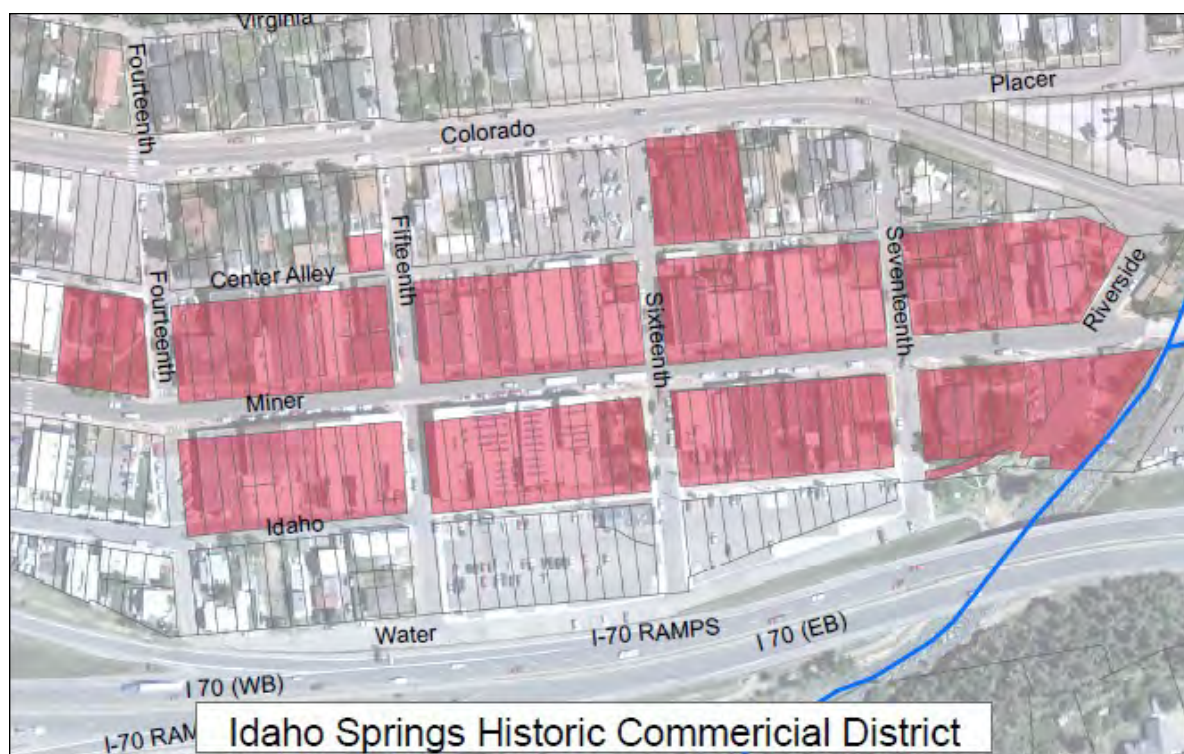 Virginia
Fourteenth
Placer
Colorado
Fifteenth
Center Alley
Fourteenth
Sixteenth
Seventeenth
Riverside
Miner
Idaho
Water
I-70 RAMPS
I 70 (EB)
I 70 (WB)
I-70 RAM
Idaho Springs Historic Commericial District